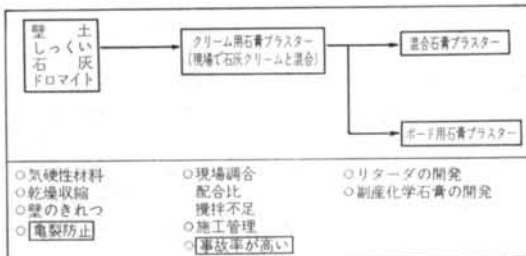 壁土
しっくい
石灰
ドロマイト
クリーム用石膏プラスター
(現場で石灰クリームと混合)
混合石膏プラスター
ボード用石膏プラスター
○気硬性材料
○乾燥収縮
○壁のきれつ
○亀裂防止
○現場調合
配合比
攪拌不足
○施工管理
○事故率が高い
○リターダの開発
○副産化学石膏の開発